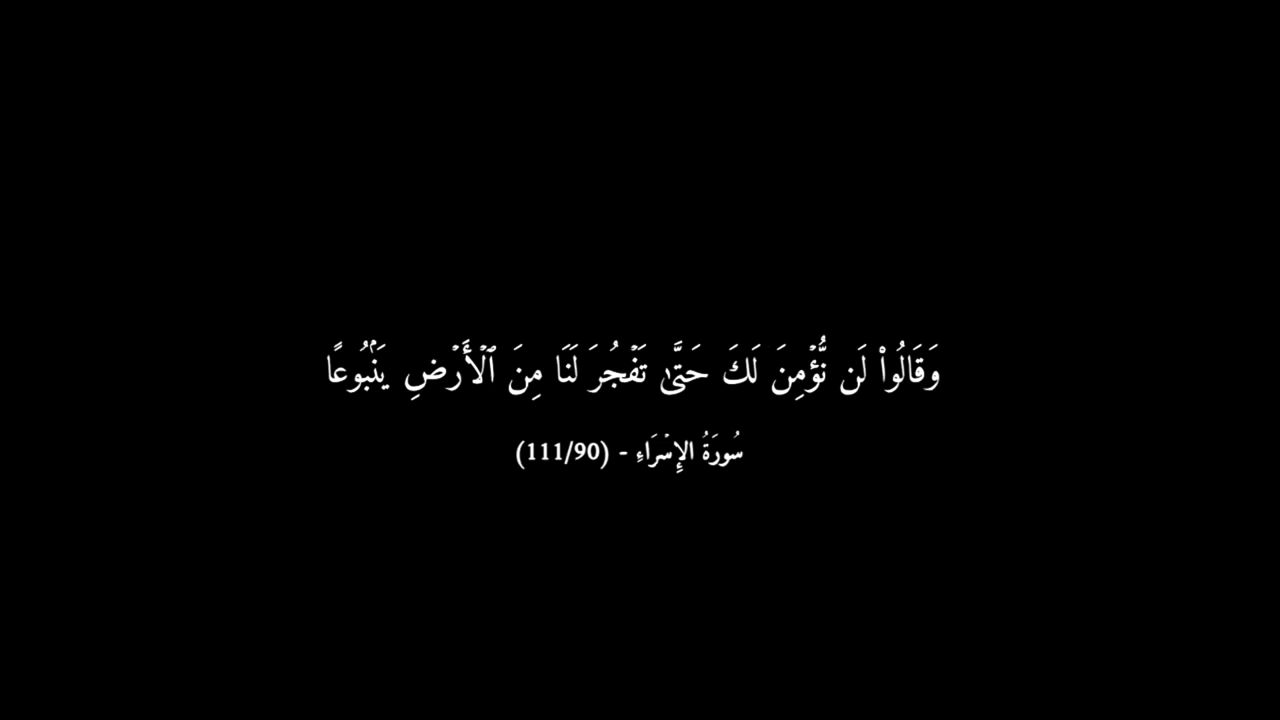 وَقَالُوا۟ لَن نُّؤۡمِنَ لَكَ حَتَّىٰ تَفۡجُرَ لَنَا مِنَ ٱلۡأَرۡضِ يَنۢبُوعًا
سُورَةُ الإِسۡرَاءِ - (111/90)